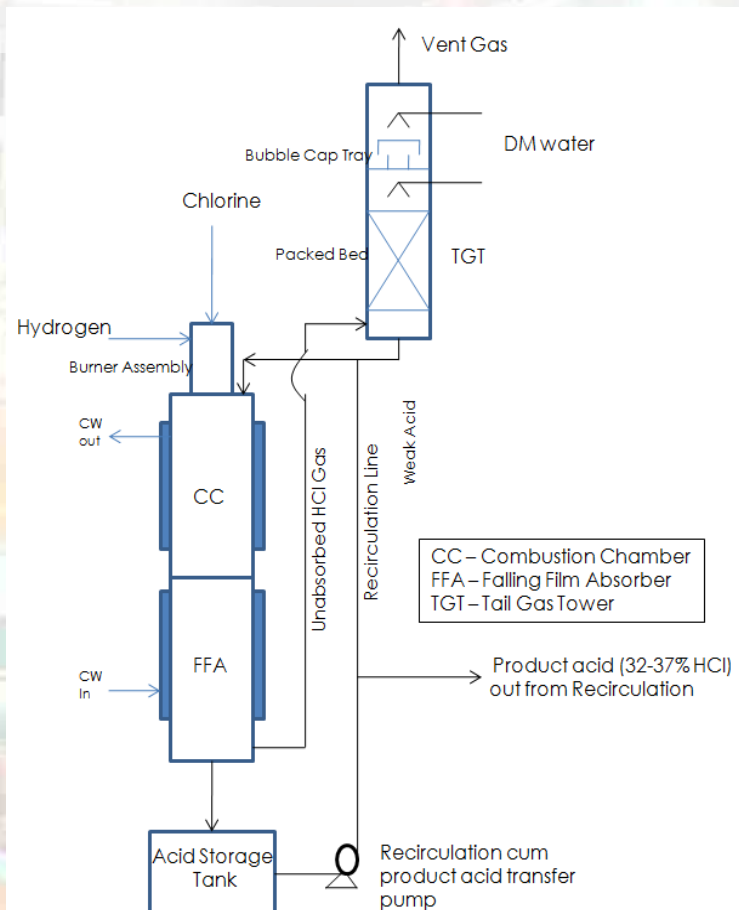 Vent Gas
Bubble Cap Tray
DM water
Chlorine
Packed Bed
TGT
Hydrogen
Burner Assembly
CW
out
CC
Unabsorbed HCl Gas
Recirculation Line
Weak Acid
CC – Combustion Chamber
FFA – Falling Film Absorber
TGT – Tail Gas Tower
FFA
CW
In
Product acid (32-37% HCl)
out from Recirculation
Acid Storage
Tank
Recirculation cum
product acid transfer
pump